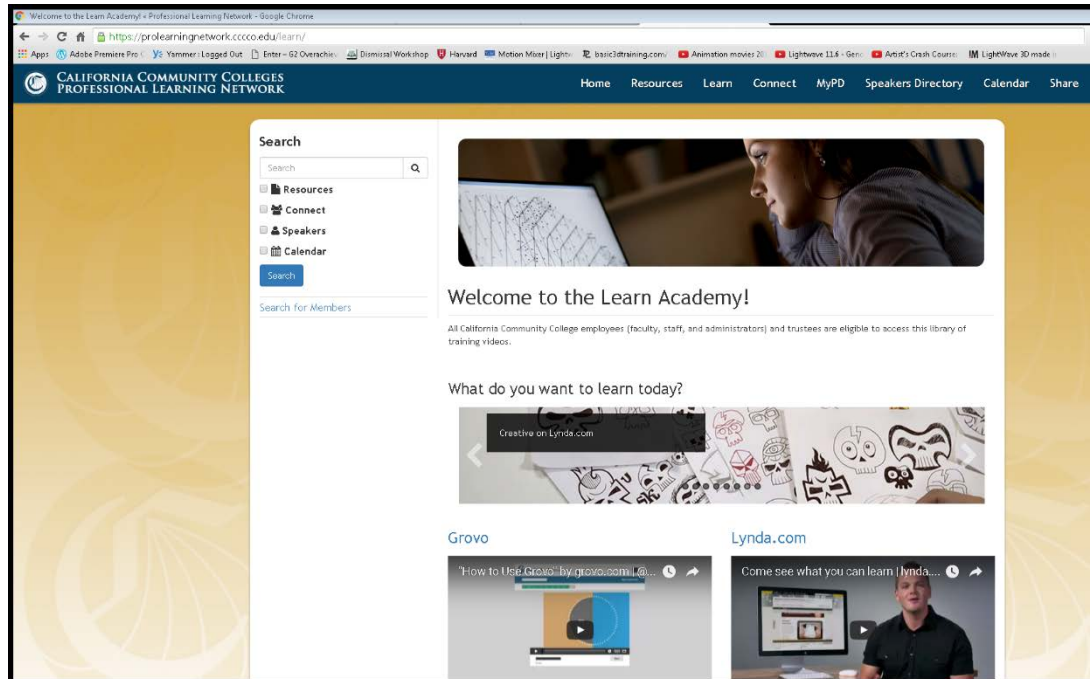 Welcome to the Learn Academy! « Professional Learning Network - Google Chrome
https://prolearningnetwork.cccco.edu/learn/
Apps Adobe Premiere Pro Yammer : Logged Out Enter – G2 Overachiev Dismissal Workshop Harvard Motion Mixer | Lightw basic3dtraining.com Animation movies 20 Lightwave 11.6 - Gene Artist's Crash Course LightWave 3D made
CALIFORNIA COMMUNITY COLLEGES
PROFESSIONAL LEARNING NETWORK
Home Resources Learn Connect MyPD Speakers Directory Calendar Share
Search
Search
Resources
Connect
Speakers
Calendar
Search
Search for Members
Welcome to the Learn Academy!
All California Community College employees (faculty, staff, and administrators) and trustees are eligible to access this library of
training videos.
What do you want to learn today?
Creative on Lynda.com
Grovo
Lynda.com
"How to Use Grovo" by grovo.com | @...
Come see what you can learn | lynda....